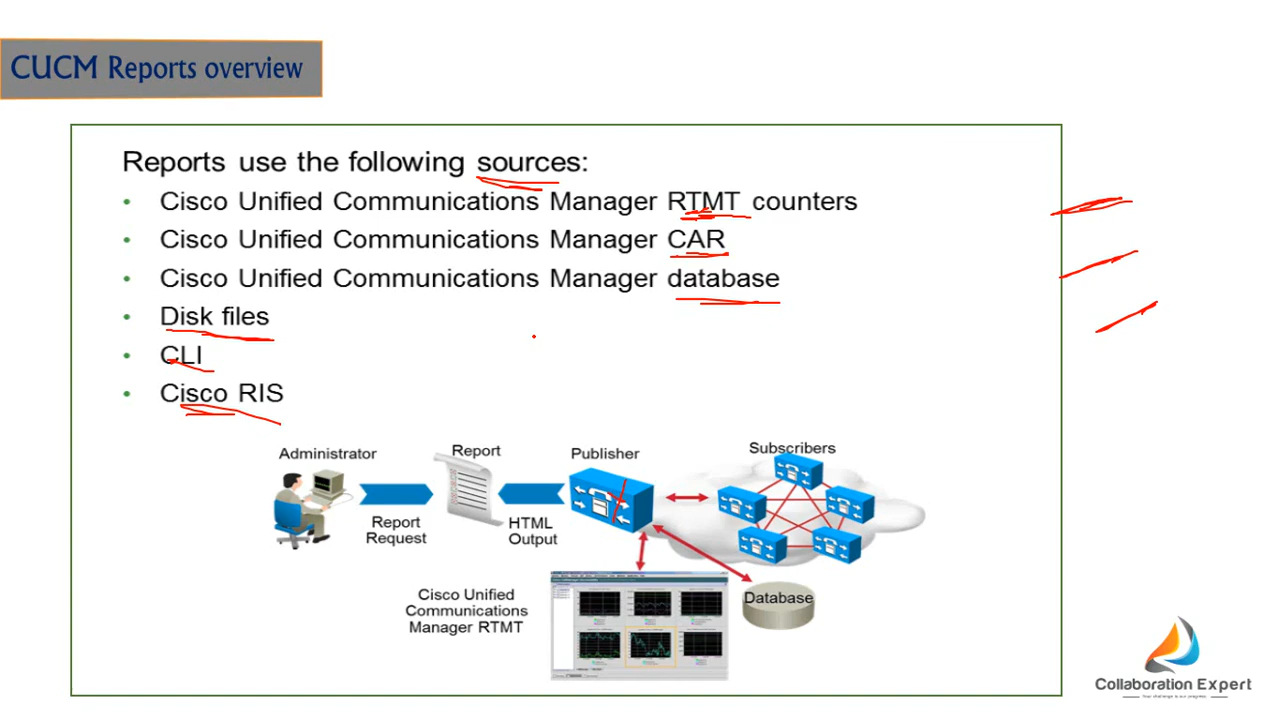 CUCM Reports overview
Reports use the following sources:
• Cisco Unified Communications Manager RTMT counters
• Cisco Unified Communications Manager CAR
• Cisco Unified Communications Manager database
• Disk files
• CLI
• Cisco RIS
Administrator
Report
Publisher
Subscribers
Report
Request
HTML
Output
Cisco Unified
Communications
Manager RTMT
Database
Collaboration Expert